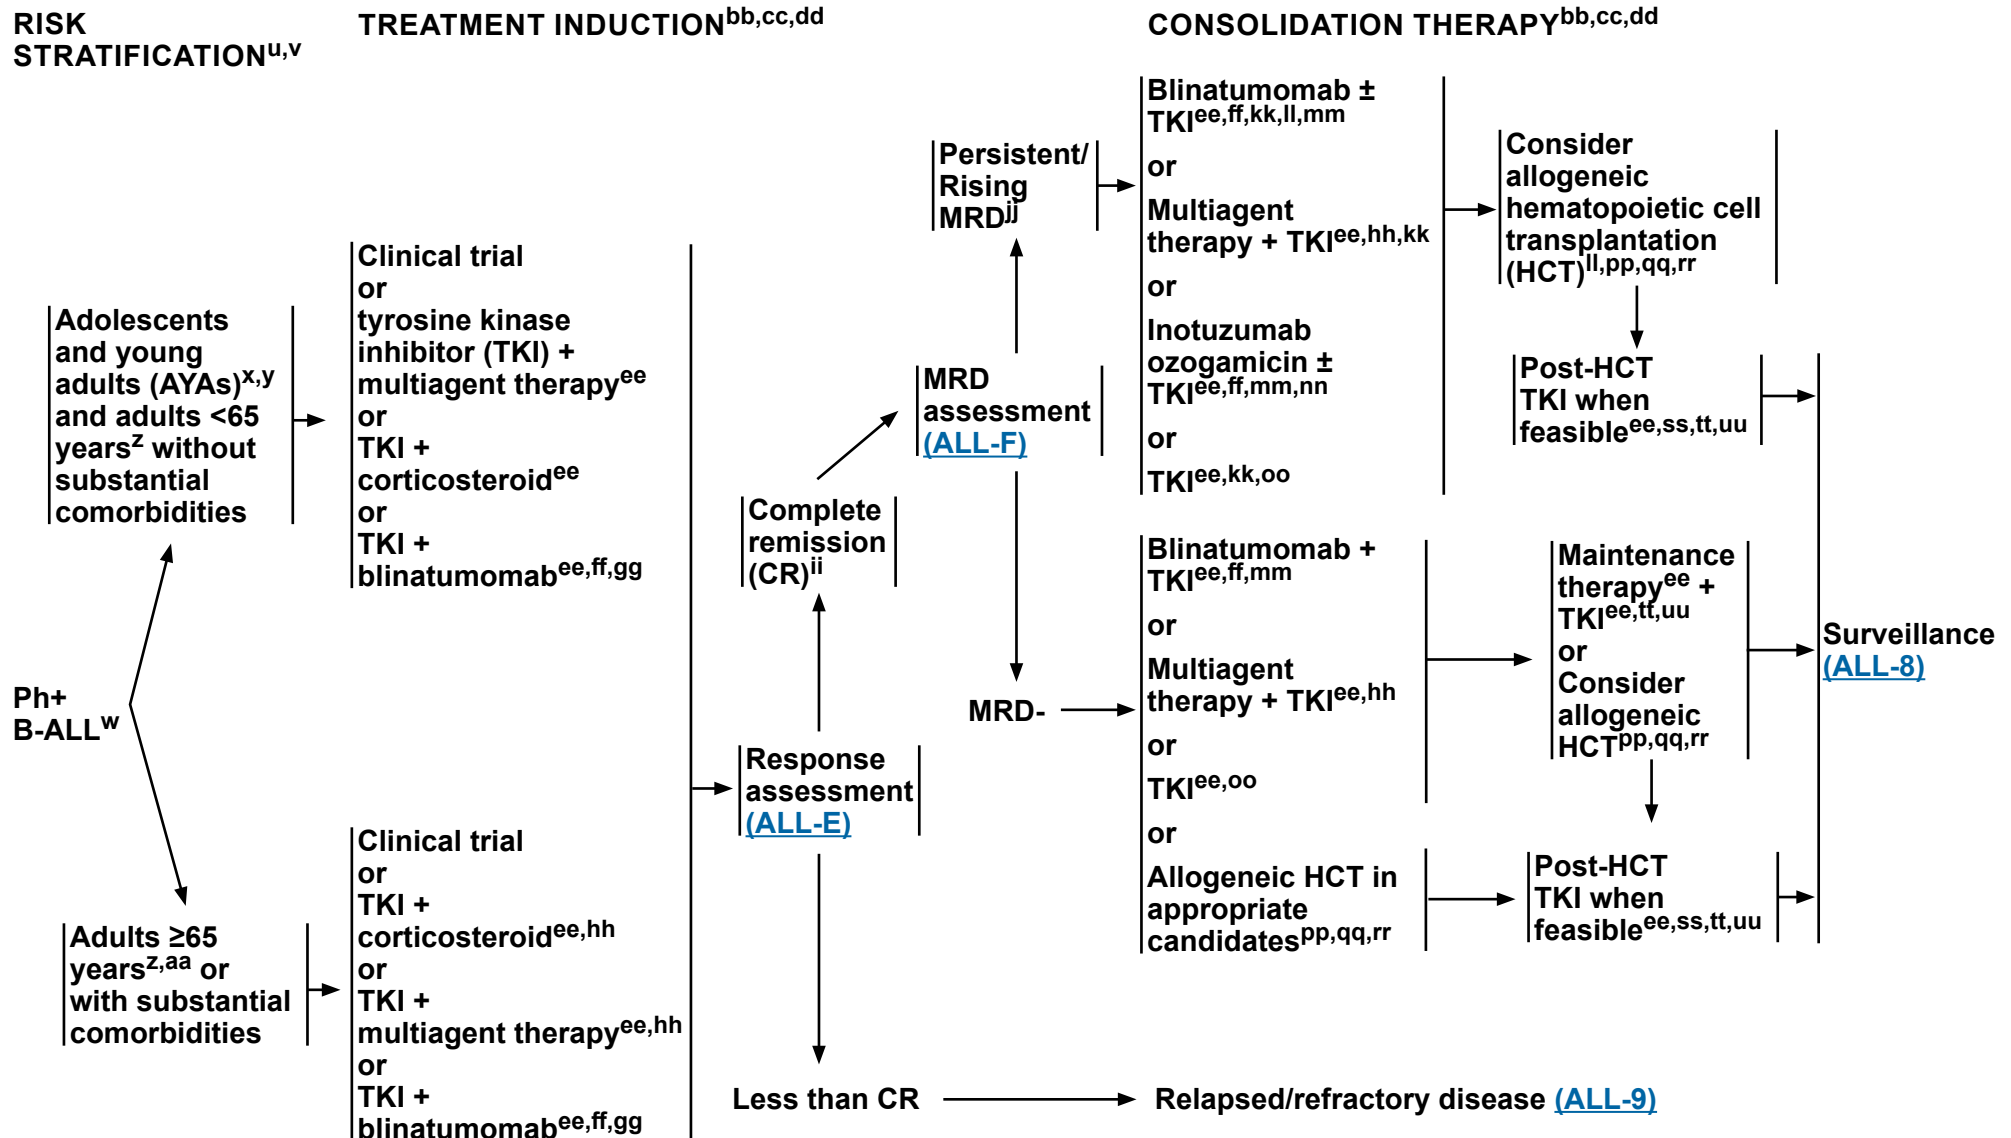 RISK
STRATIFICATIONu,v
TREATMENT INDUCTIONbb,cc,dd
CONSOLIDATION THERAPYbb,cc,dd
Ph+
B-ALLw
Adolescents
and young
adults (AYAs)x,y
and adults <65
yearsz without
substantial
comorbidities
Adults ≥65
yearsz,aa or
with substantial
comorbidities
Clinical trial
or
tyrosine kinase
inhibitor (TKI) +
multiagent therapyee
or
TKI +
corticosteroidee
or
TKI +
blinatumomabee,ff,gg
Clinical trial
or
TKI +
corticosteroidee,hh
or
TKI +
multiagent therapyee,hh
or
TKI +
blinatumomabee,ff,gg
Response
assessment
(ALL-E)
Complete
remission
(CR)ii
Less than CR
Relapsed/refractory disease (ALL-9)
MRD
assessment
(ALL-F)
Persistent/
Rising
MRDjj
MRD-
Blinatumomab ±
TKIee,ff,kk,ll,mm
or
Multiagent
therapy + TKIee,hh,kk
or
Inotuzumab
ozogamicin ±
TKIee,ff,mm,nn
or
TKIee,kk,oo
Consider
allogeneic
hematopoietic cell
transplantation
(HCT)ll,pp,qq,rr
Post-HCT
TKI when
feasibleee,ss,tt,uu
Blinatumomab +
TKIee,ff,mm
or
Multiagent
therapy + TKIee,hh
or
TKIee,oo
or
Allogeneic HCT in
appropriate
candidatespp,qq,rr
Maintenance
therapyee +
TKIee,tt,uu
or
Consider
allogeneic
HCTpp,qq,rr
Post-HCT
TKI when
feasibleee,ss,tt,uu
Surveillance
(ALL-8)